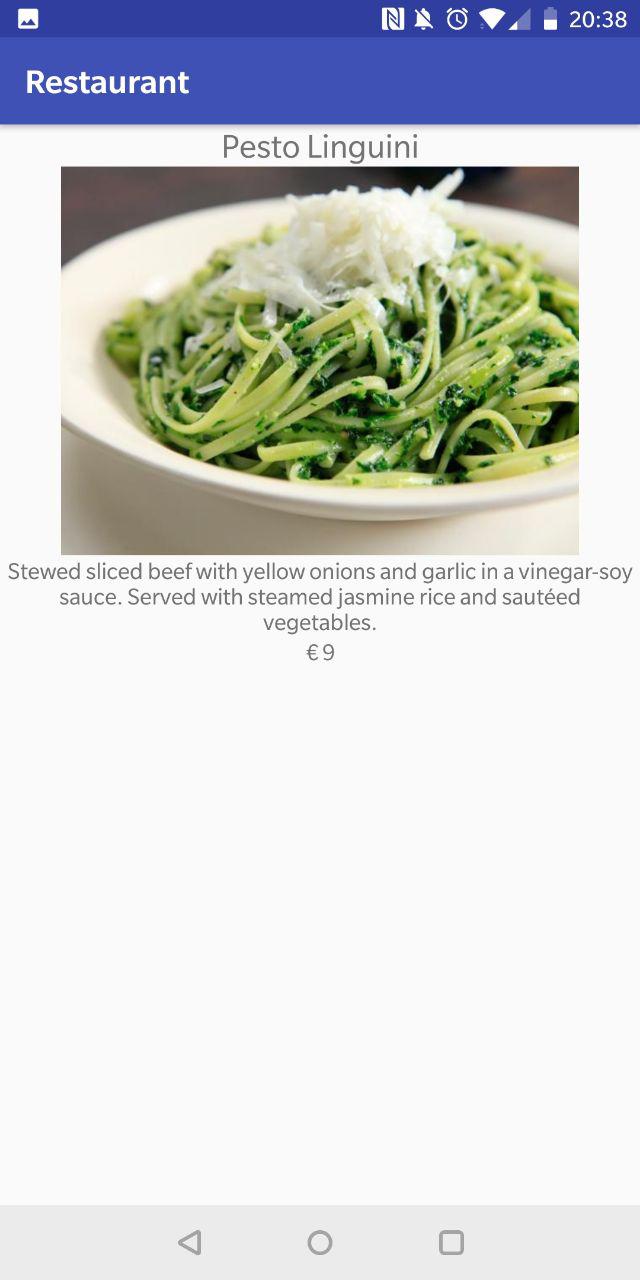 20:38
Restaurant
Pesto Linguini
Stewed sliced beef with yellow onions and garlic in a vinegar-soy
sauce. Served with steamed jasmine rice and sautéed
vegetables.
€ 9